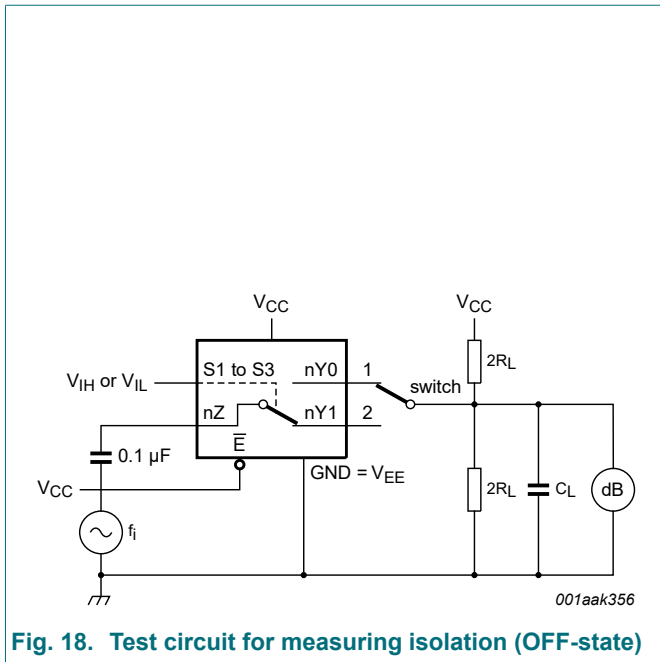 VCC VCC
S1 to S3 nY0 1
2RL
VIH or VIL
switch
nZ nY1 2
E̅
0.1 μF
GND = VEE
VCC
2RL CL dB
fi
001aak356
Fig. 18. Test circuit for measuring isolation (OFF-state)